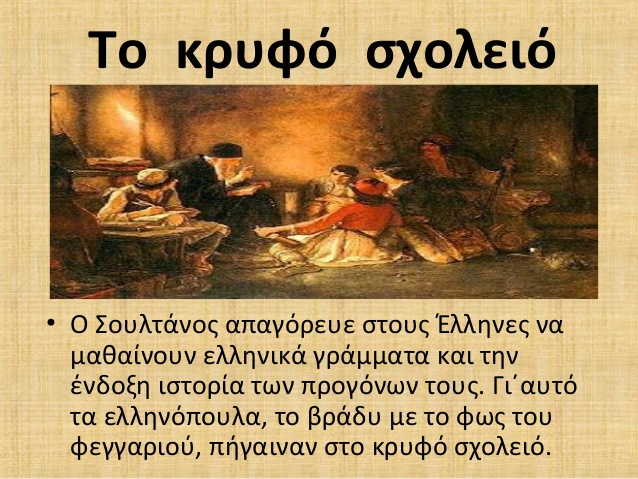 Το κρυφό σχολειό
• Ο Σουλτάνος απαγόρευε στους Έλληνες να
μαθαίνουν ελληνικά γράμματα και την
ένδοξη ιστορία των προγόνων τους. Γι΄αυτό
τα ελληνόπουλα, το βράδυ με το φως του
φεγγαριού, πήγαιναν στο κρυφό σχολειό.